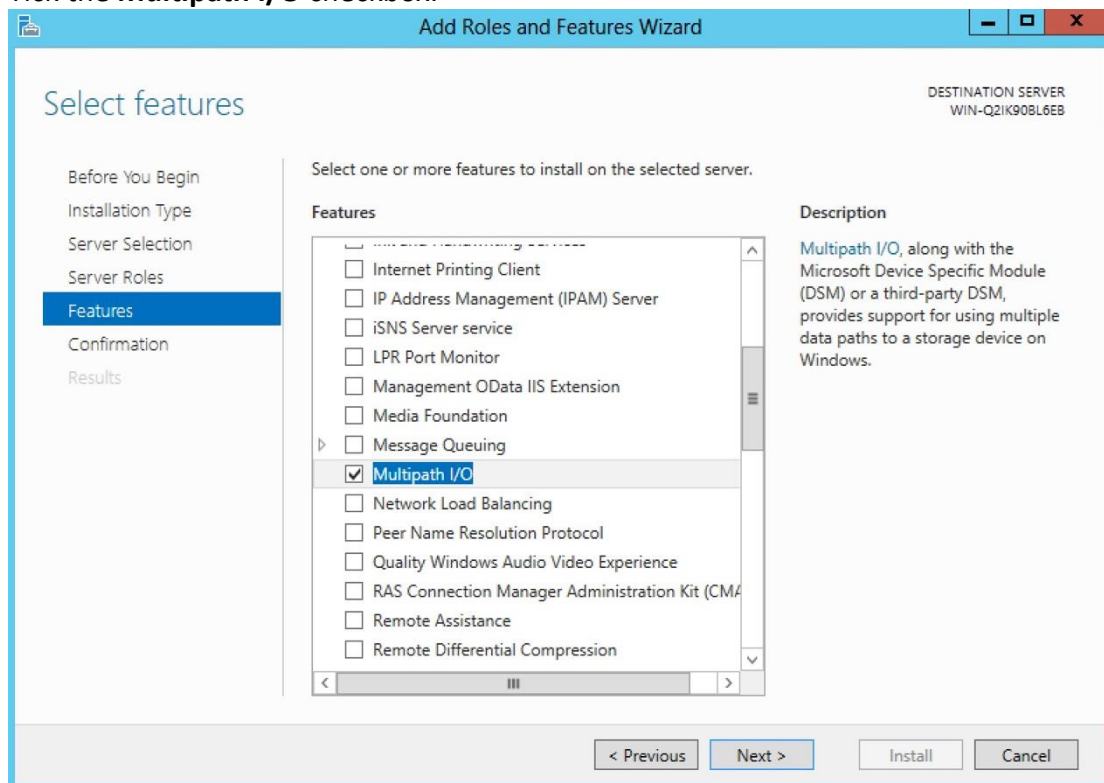 Add Roles and Features Wizard
Select features
DESTINATION SERVER
WIN-Q2IK90BL6EB
Before You Begin
Installation Type
Server Selection
Server Roles
Features
Confirmation
Results
Select one or more features to install on the selected server.
Features
Internet Printing Client
IP Address Management (IPAM) Server
iSNS Server service
LPR Port Monitor
Management OData IIS Extension
Media Foundation
Message Queuing
Multipath I/O
Network Load Balancing
Peer Name Resolution Protocol
Quality Windows Audio Video Experience
RAS Connection Manager Administration Kit (CMA
Remote Assistance
Remote Differential Compression
Description
Multipath I/O, along with the
Microsoft Device Specific Module
(DSM) or a third-party DSM,
provides support for using multiple
data paths to a storage device on
Windows.
< Previous
Next >
Install
Cancel